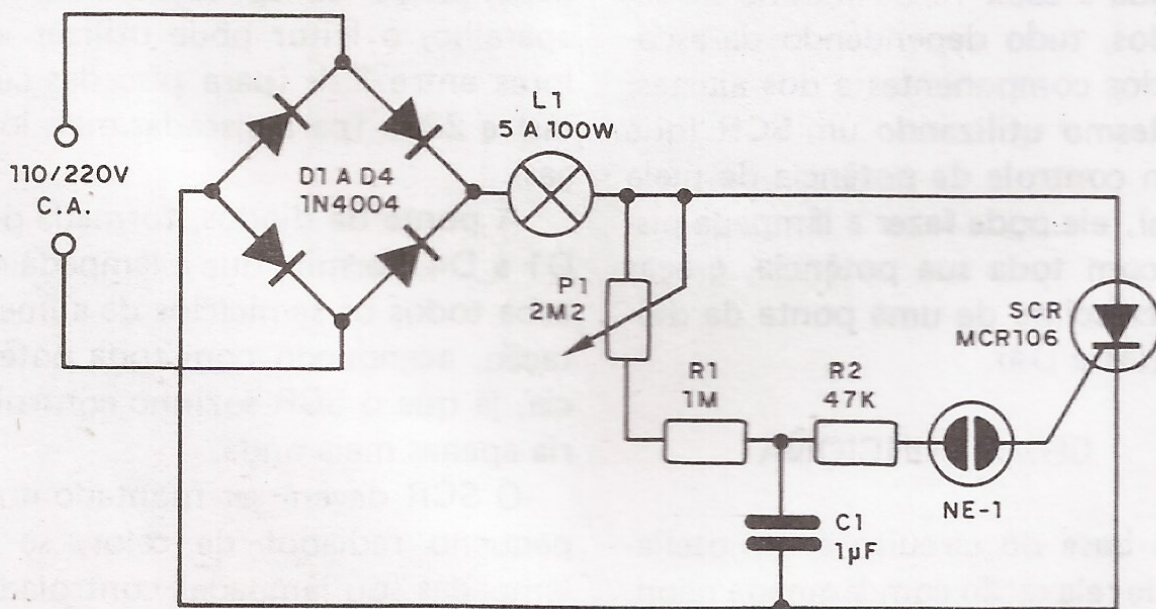 110/220V
C.A.
D1 A D4
1N4004
L1
5 A 100W
P1
2M2
R1
1M
R2
47K
SCR
MCR106
NE-1
C1
1µF